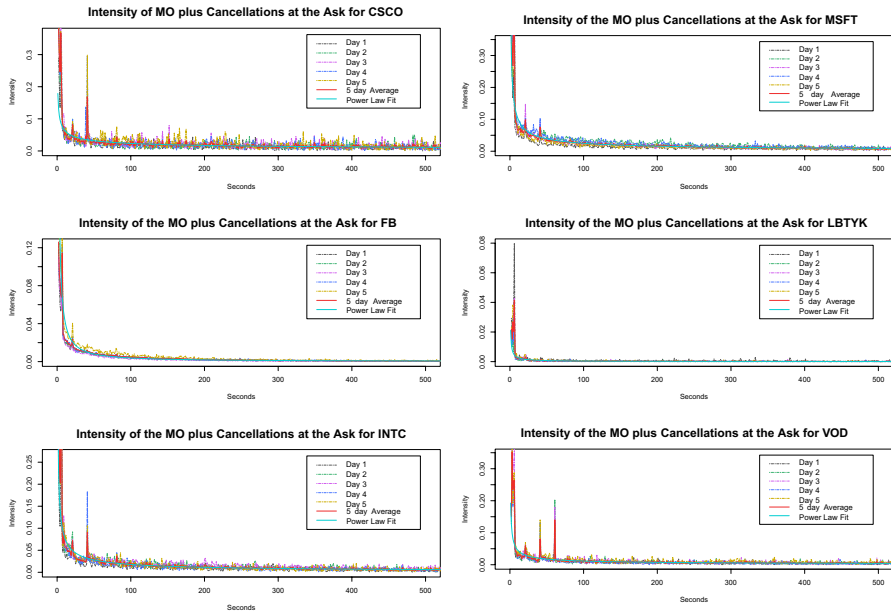 Intensity of MO plus Cancellations at the Ask for CSCO
Intensity
0.3
0.2
0.1
0.0
Day 1
Day 2
Day 3
Day 4
Day 5
5 day Average
Power Law Fit
0 100 200 300 400 500
Seconds
Intensity of the MO plus Cancellations at the Ask for MSFT
Intensity
0.30
0.20
0.10
0.00
Day 1
Day 2
Day 3
Day 4
Day 5
5 day Average
Power Law Fit
0 100 200 300 400 500
Seconds
Intensity of the MO plus Cancellations at the Ask for FB
Intensity
0.12
0.08
0.04
0.00
Day 1
Day 2
Day 3
Day 4
Day 5
5 day Average
Power Law Fit
0 100 200 300 400 500
Seconds
Intensity of the MO plus Cancellations at the Ask for LBTYK
Intensity
0.08
0.06
0.04
0.02
0.00
Day 1
Day 2
Day 3
Day 4
Day 5
5 day Average
Power Law Fit
0 100 200 300 400 500
Seconds
Intensity of the MO plus Cancellations at the Ask for INTC
Intensity
0.25
0.20
0.15
0.10
0.05
0.00
Day 1
Day 2
Day 3
Day 4
Day 5
5 day Average
Power Law Fit
0 100 200 300 400 500
Seconds
Intensity of the MO plus Cancellations at the Ask for VOD
Intensity
0.30
0.20
0.10
0.00
Day 1
Day 2
Day 3
Day 4
Day 5
5 day Average
Power Law Fit
0 100 200 300 400 500
Seconds